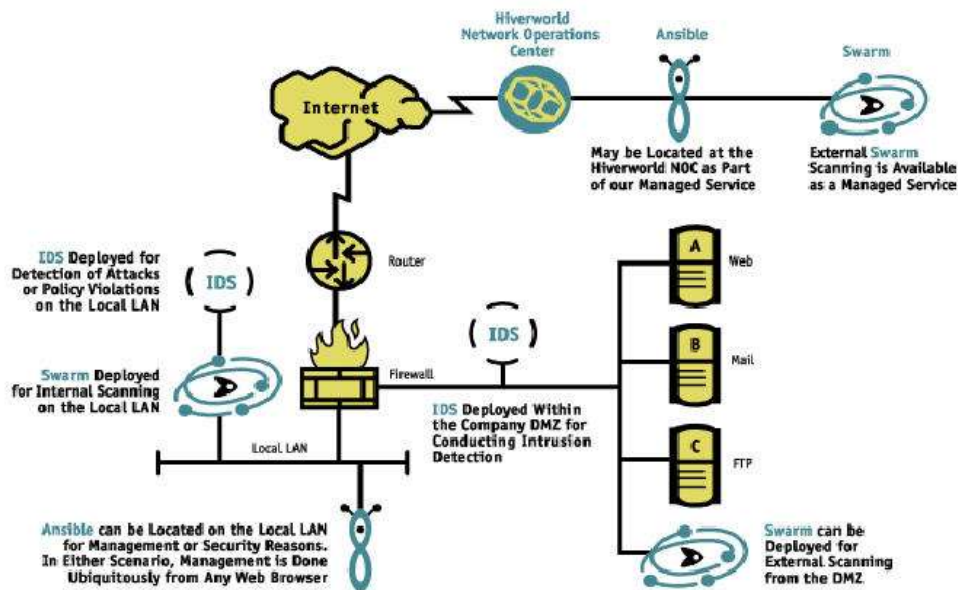 Hiverworld
Network Operations
Center
Ansible
Swarm
Internet
May be Located at the
Hiverworld NOC as Part
of our Managed Service
External Swarm
Scanning is Available
as a Managed Service
IDS Deployed for
Detection of Attacks
or Policy Violations
on the Local LAN
IDS
Router
A
Web
IDS
B
Mail
Swarm Deployed
for Internal Scanning
on the Local LAN
Firewall
IDS Deployed Within
the Company DMZ for
Conducting Intrusion
Detection
Local LAN
C
FTP
Ansible can be Located on the Local LAN
for Management or Security Reasons.
In Either Scenario, Management is Done
Ubiquitously from Any Web Browser
Swarm can be
Deployed for
External Scanning
from the DMZ